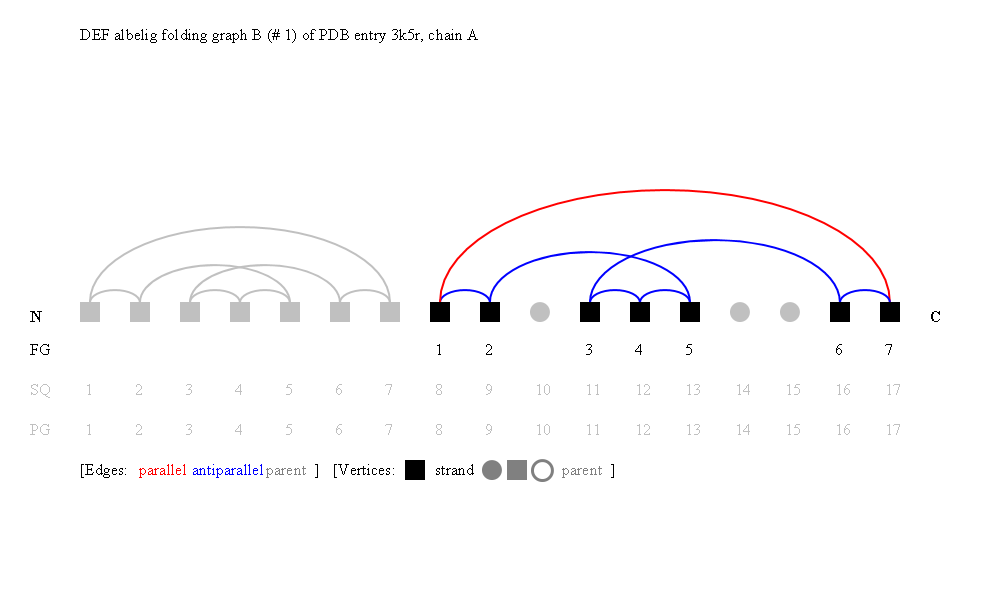 DEF albelig folding graph B (# 1) of PDB entry 3k5r, chain A
N C
FG 1 2 3 4 5 6 7
SQ 1 2 3 4 5 6 7 8 9 10 11 12 13 14 15 16 17
PG 1 2 3 4 5 6 7 8 9 10 11 12 13 14 15 16 17
[Edges: parallel antiparallel parent ] [Vertices: strand parent ]